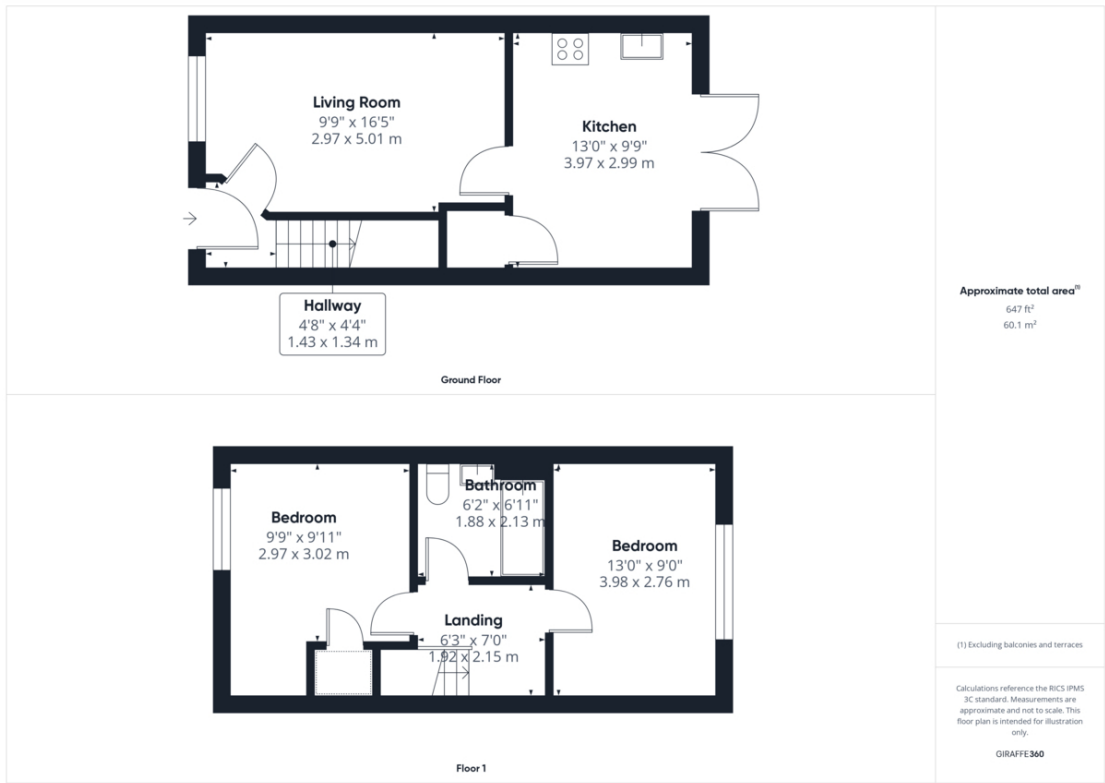 Living Room
9'9" x 16'5"
2.97 x 5.01 m
Kitchen
13'0" x 9'9"
3.97 x 2.99 m
Hallway
4'8" x 4'4"
1.43 x 1.34 m
Ground Floor
Bedroom
9'9" x 9'11"
2.97 x 3.02 m
Bathroom
6'2" x 6'11"
1.88 x 2.13 m
Landing
6'3" x 7'0"
1.92 x 2.15 m
Bedroom
13'0" x 9'0"
3.98 x 2.76 m
Floor 1
Approximate total area⁽¹⁾
647 ft²
60.1 m²
(1) Excluding balconies and terraces
Calculations reference the RICS IPMS
3C standard. Measurements are
approximate and not to scale. This
floor plan is intended for illustration
only.
GIRAFFE360